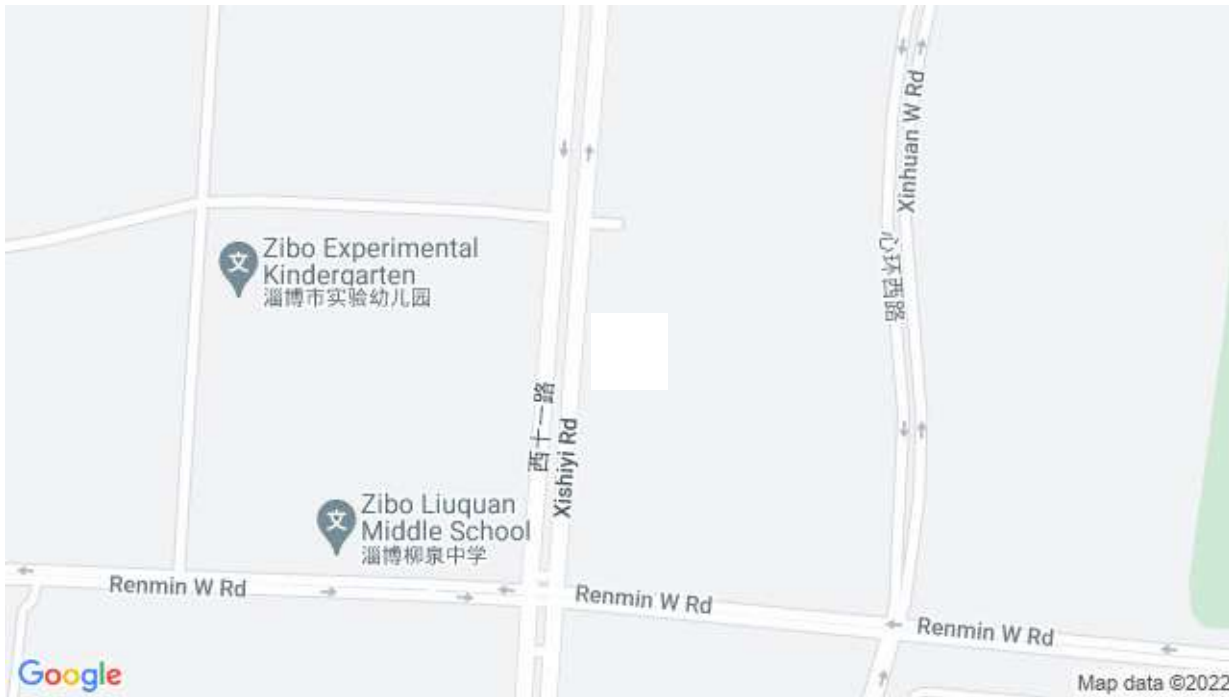 Xinhuan W Rd
心环西路
Zibo Experimental
Kindergarten
淄博市实验幼儿园
西十一路
Xishiyi Rd
Zibo Liuquan
Middle School
淄博柳泉中学
Renmin W Rd
Renmin W Rd
Renmin W Rd
Google
Map data ©2022
文
文